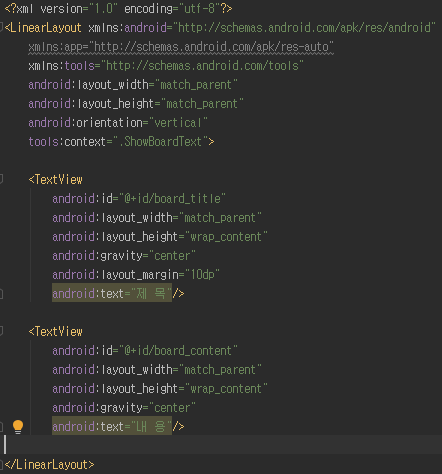 <?xml version="1.0" encoding="utf-8"?>
<LinearLayout xmlns:android="http://schemas.android.com/apk/res/android"
xmlns:app="http://schemas.android.com/apk/res-auto"
xmlns:tools="http://schemas.android.com/tools"
android:layout_width="match_parent"
android:layout_height="match_parent"
android:orientation="vertical"
tools:context=".ShowBoardText">
<TextView
android:id="@+id/board_title"
android:layout_width="match_parent"
android:layout_height="wrap_content"
android:gravity="center"
android:layout_margin="10dp"
android:text="제 목"/>
<TextView
android:id="@+id/board_content"
android:layout_width="match_parent"
android:layout_height="wrap_content"
android:gravity="center"
android:text="내 용"/>
</LinearLayout>